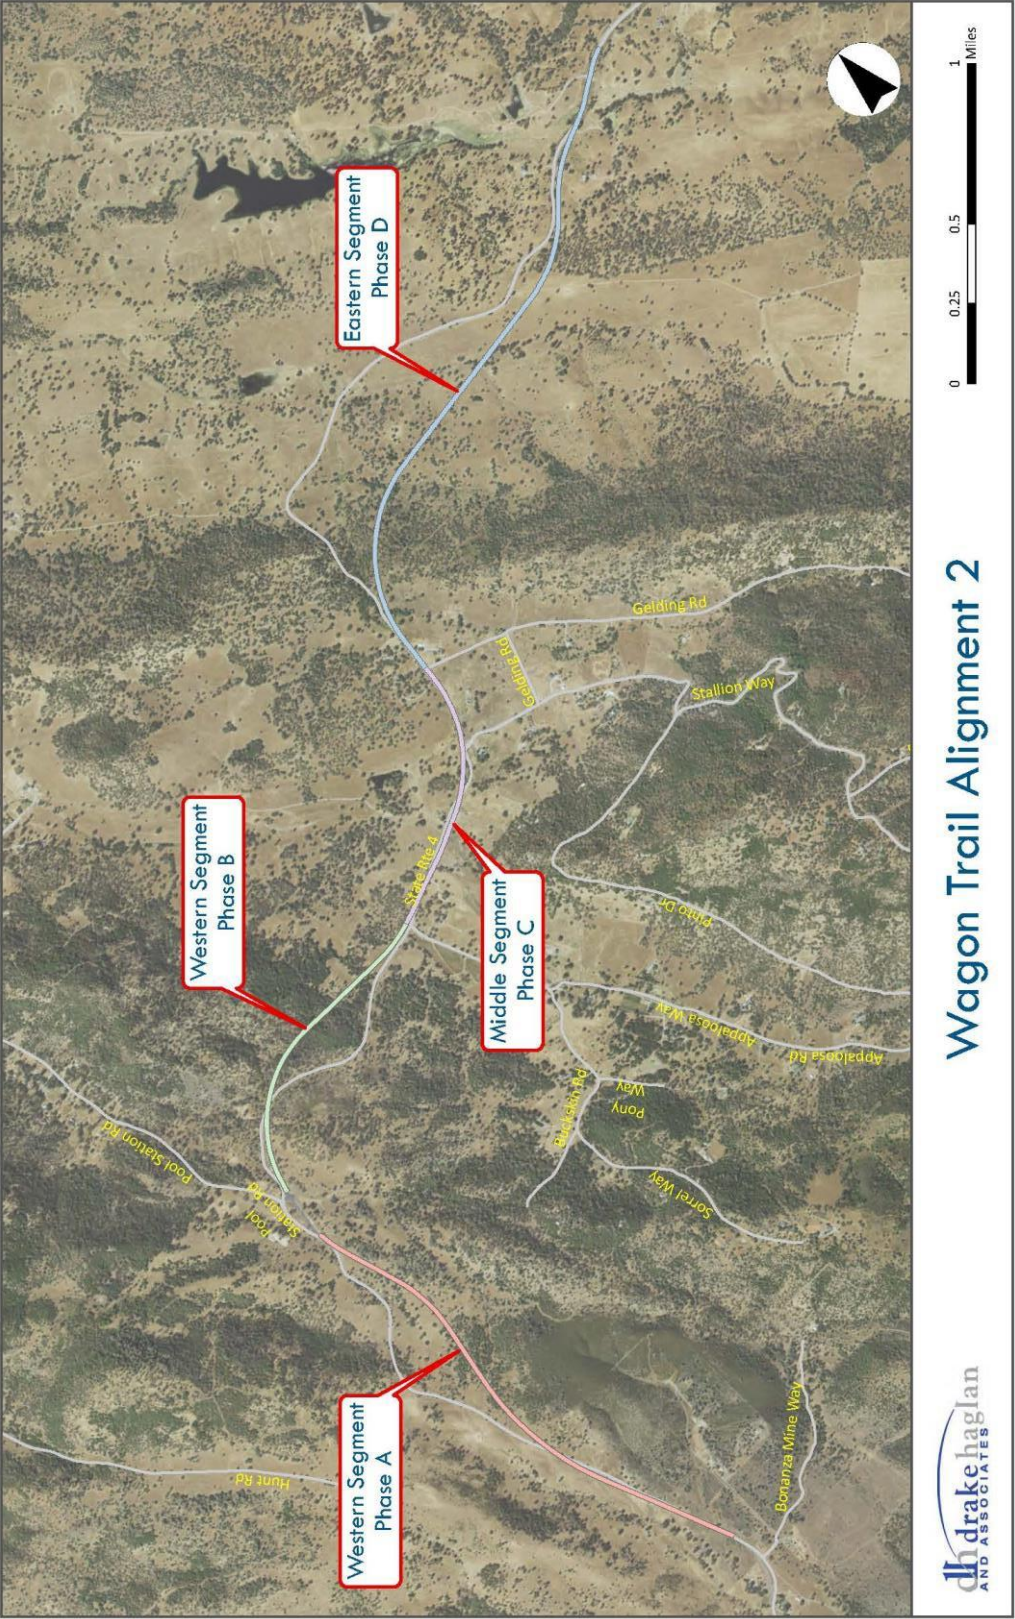 Western Segment
Phase A
Western Segment
Phase B
Middle Segment
Phase C
Eastern Segment
Phase D
Hunt Rd
Pool Station Rd
Pool
Station Rd
State Rte 4
Gelding Rd
Gelding Rd
Stallion Way
Pinto Dr
Appaloosa Way
Appaloosa Rd
Buckskin Rd
Pony
Way
Sorrel Way
Bonanza Mine Way
dh drake haglan
AND ASSOCIATES
Wagon Trail Alignment 2
0 0.25 0.5 1
Miles